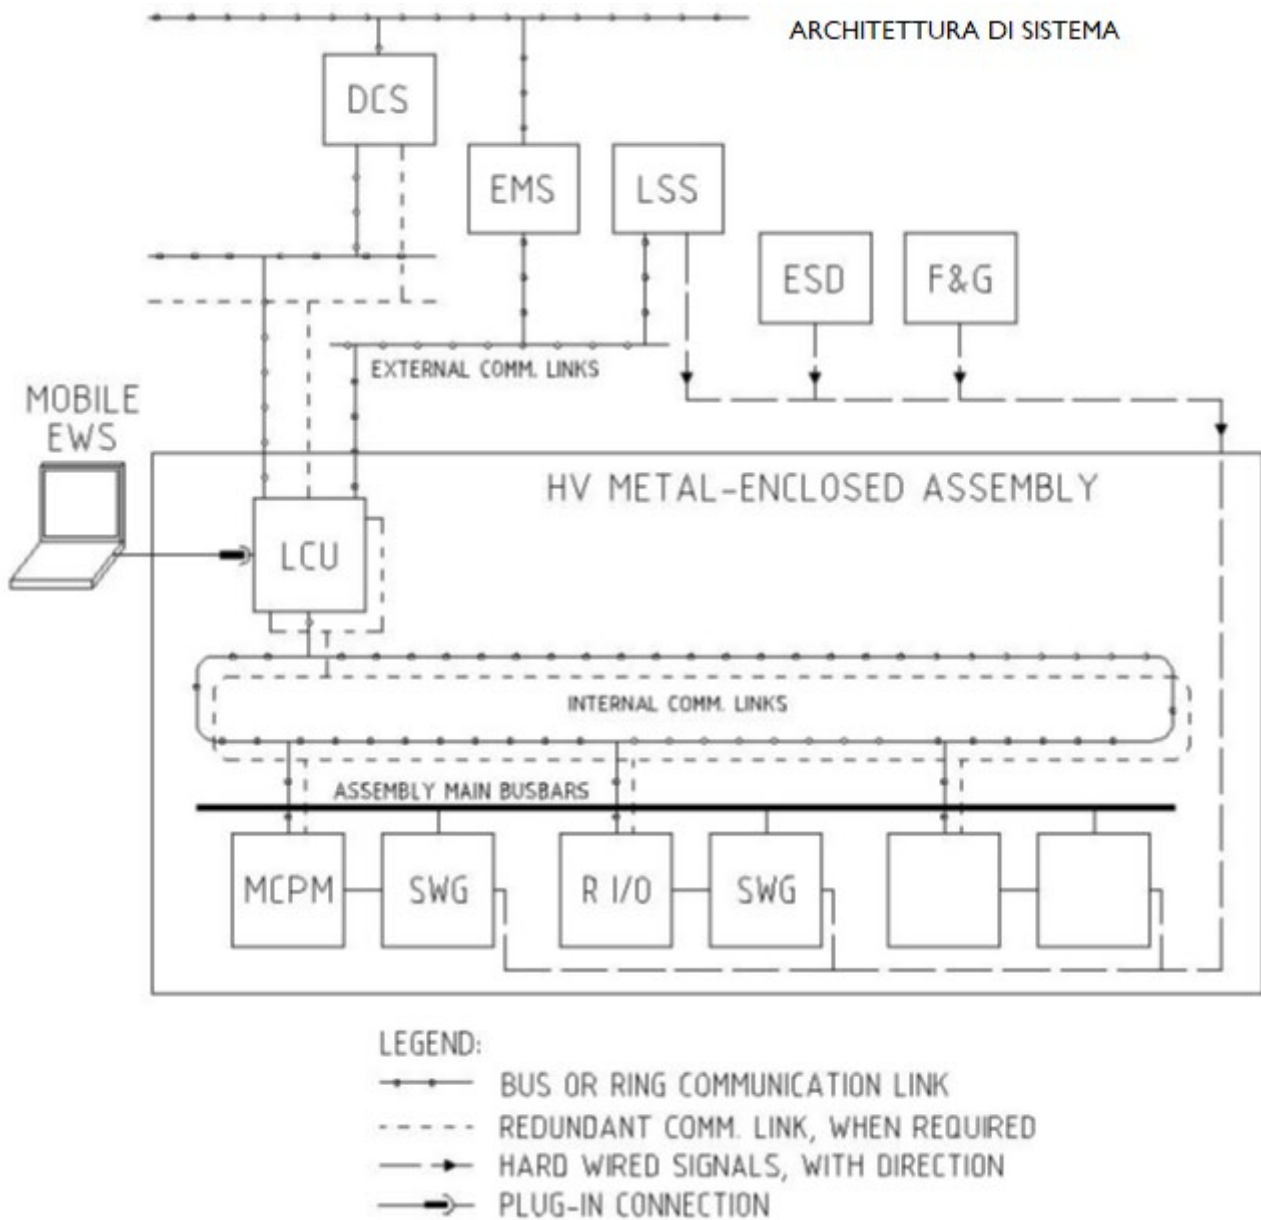 ARCHITETTURA DI SISTEMA
DCS
EMS
LSS
ESD
F&G
EXTERNAL COMM. LINKS
MOBILE
EWS
HV METAL-ENCLOSED ASSEMBLY
LCU
INTERNAL COMM. LINKS
ASSEMBLY MAIN BUSBARS
MCPM
SWG
R I/O
SWG
LEGEND:
BUS OR RING COMMUNICATION LINK
REDUNDANT COMM. LINK, WHEN REQUIRED
HARD WIRED SIGNALS, WITH DIRECTION
PLUG-IN CONNECTION